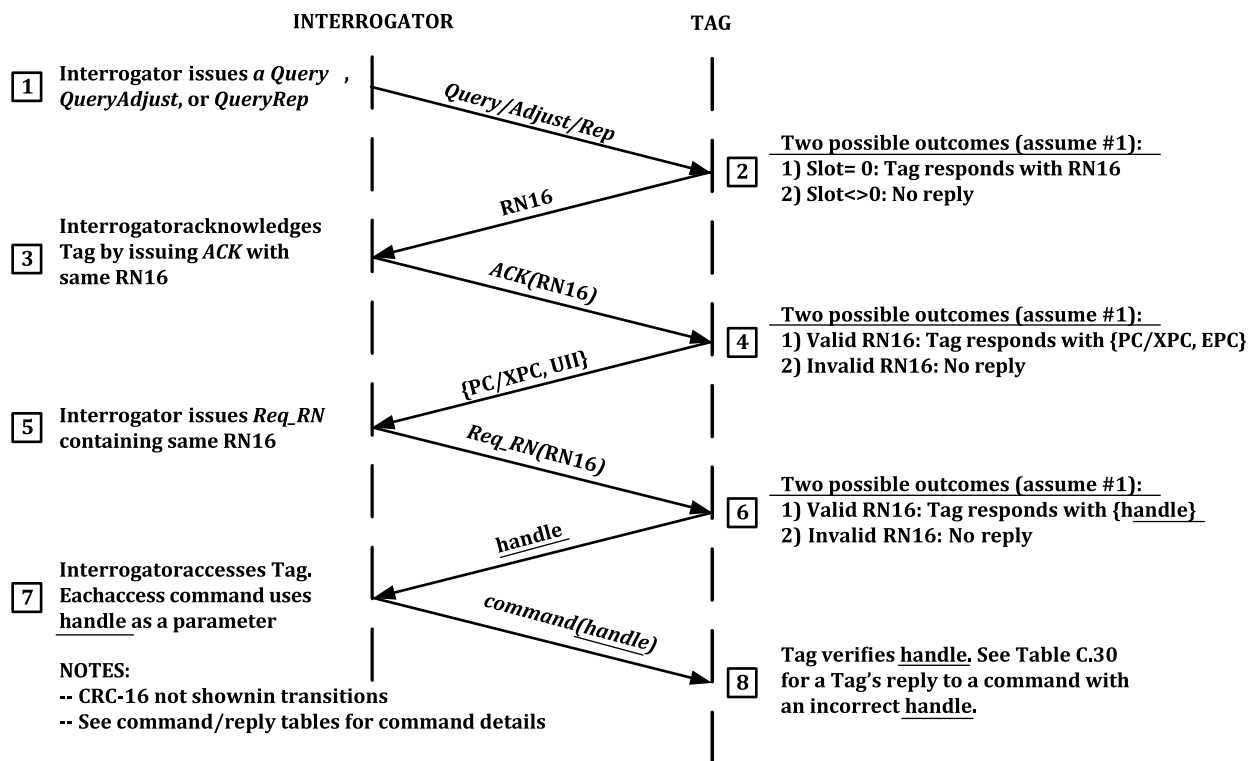 INTERROGATOR
TAG
1
Interrogator issues a Query ,
QueryAdjust, or QueryRep
Query/Adjust/Rep
2
Two possible outcomes (assume #1):
1) Slot= 0: Tag responds with RN16
2) Slot<>0: No reply
RN16
3
Interrogatoracknowledges
Tag by issuing ACK with
same RN16
ACK(RN16)
4
Two possible outcomes (assume #1):
1) Valid RN16: Tag responds with {PC/XPC, EPC}
2) Invalid RN16: No reply
{PC/XPC, UII}
5
Interrogator issues Req_RN
containing same RN16
Req_RN(RN16)
6
Two possible outcomes (assume #1):
1) Valid RN16: Tag responds with {handle}
2) Invalid RN16: No reply
handle
7
Interrogatoraccesses Tag.
Eachaccess command uses
handle as a parameter
command(handle)
8
Tag verifies handle. See Table C.30
for a Tag's reply to a command with
an incorrect handle.
NOTES:
-- CRC-16 not shownin transitions
-- See command/reply tables for command details